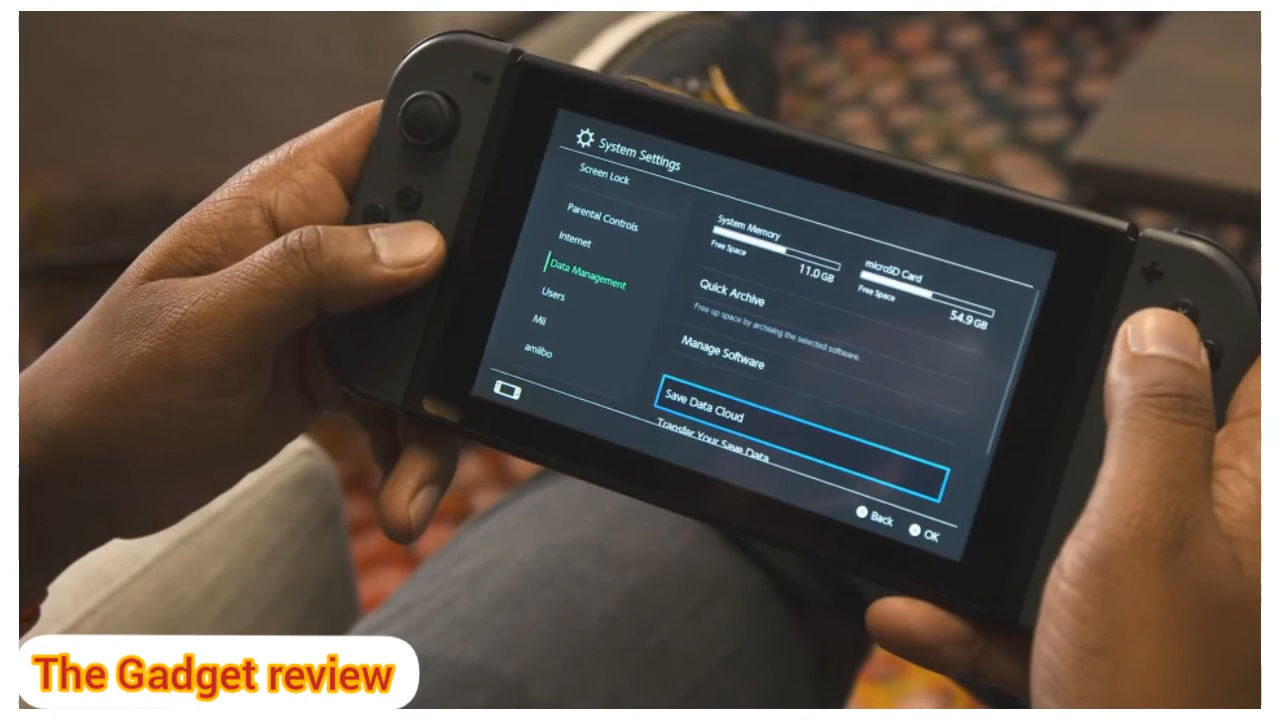 System Settings
Screen Lock
Parental Controls
Internet
Data Management
Users
Mii
amiibo
System Memory
Free Space
11.0 GB
microSD Card
Free Space
54.9 GB
Quick Archive
Free up space by archiving the selected software.
Manage Software
Save Data Cloud
Transfer Your Save Data
Back
OK
The Gadget review